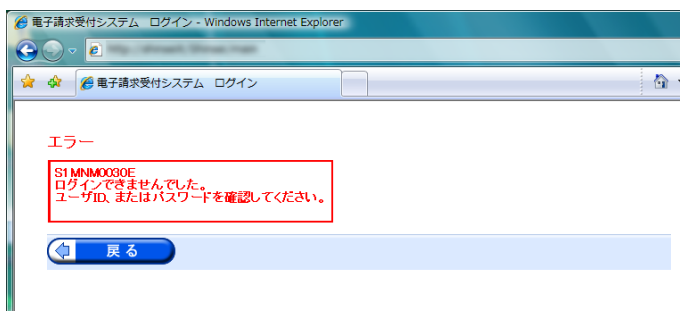 電子請求受付システム ログイン - Windows Internet Explorer
電子請求受付システム ログイン
エラー
S1MNM0030E
ログインできませんでした。
ユーザID、またはパスワードを確認してください。
戻る